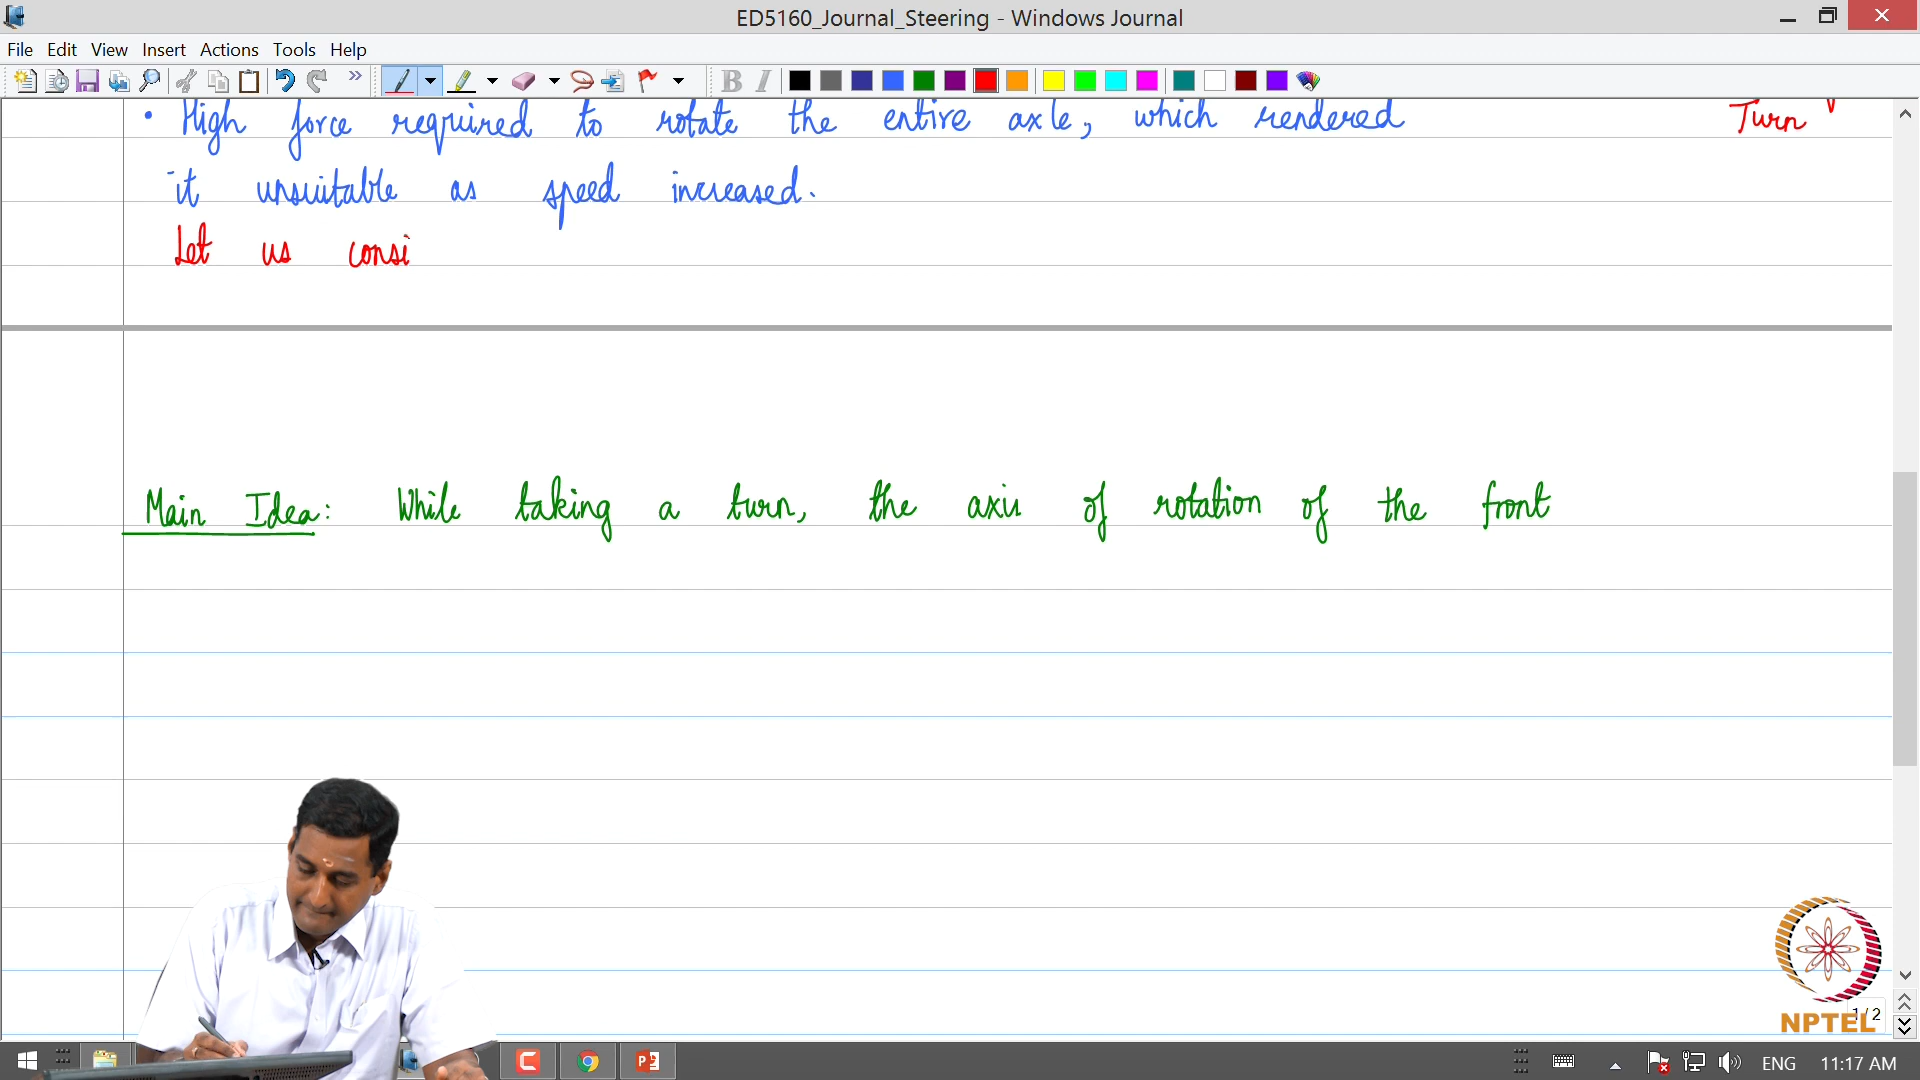 ED5160_Journal_Steering - Windows Journal
File Edit View Insert Actions Tools Help
• High force required to rotate the entire axle, which rendered
Turn
it unsuitable as speed increased.
Let us consi
Main Idea: While taking a turn, the axis of rotation of the front
NPTEL
1/2
ENG 11:17 AM